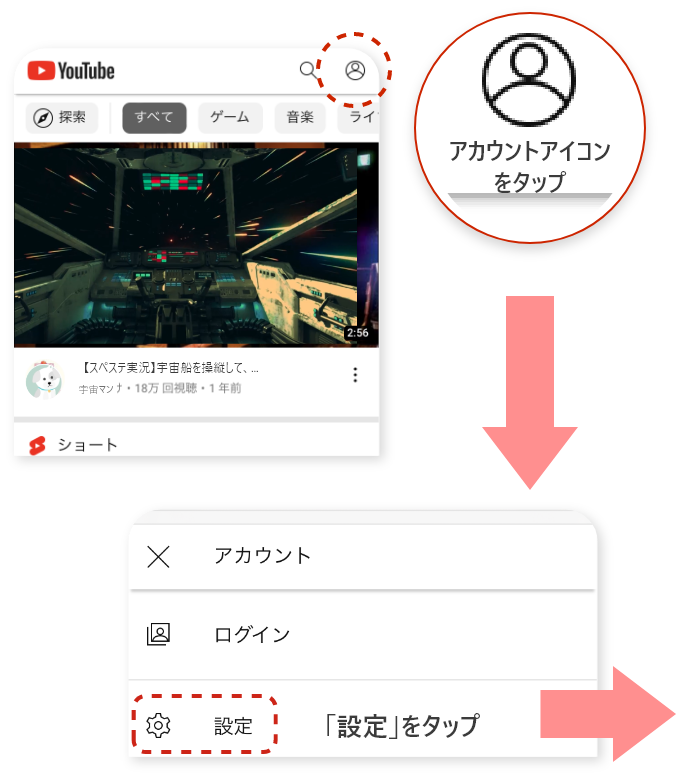 YouTube
探索
すべて
ゲーム
音楽
ライ
アカウントアイコン
をタップ
2:56
【スペステ実況】宇宙船を操縦して、...
宇宙マンナ・18万 回視聴・1 年前
ショート
アカウント
ログイン
設定
「設定」をタップ